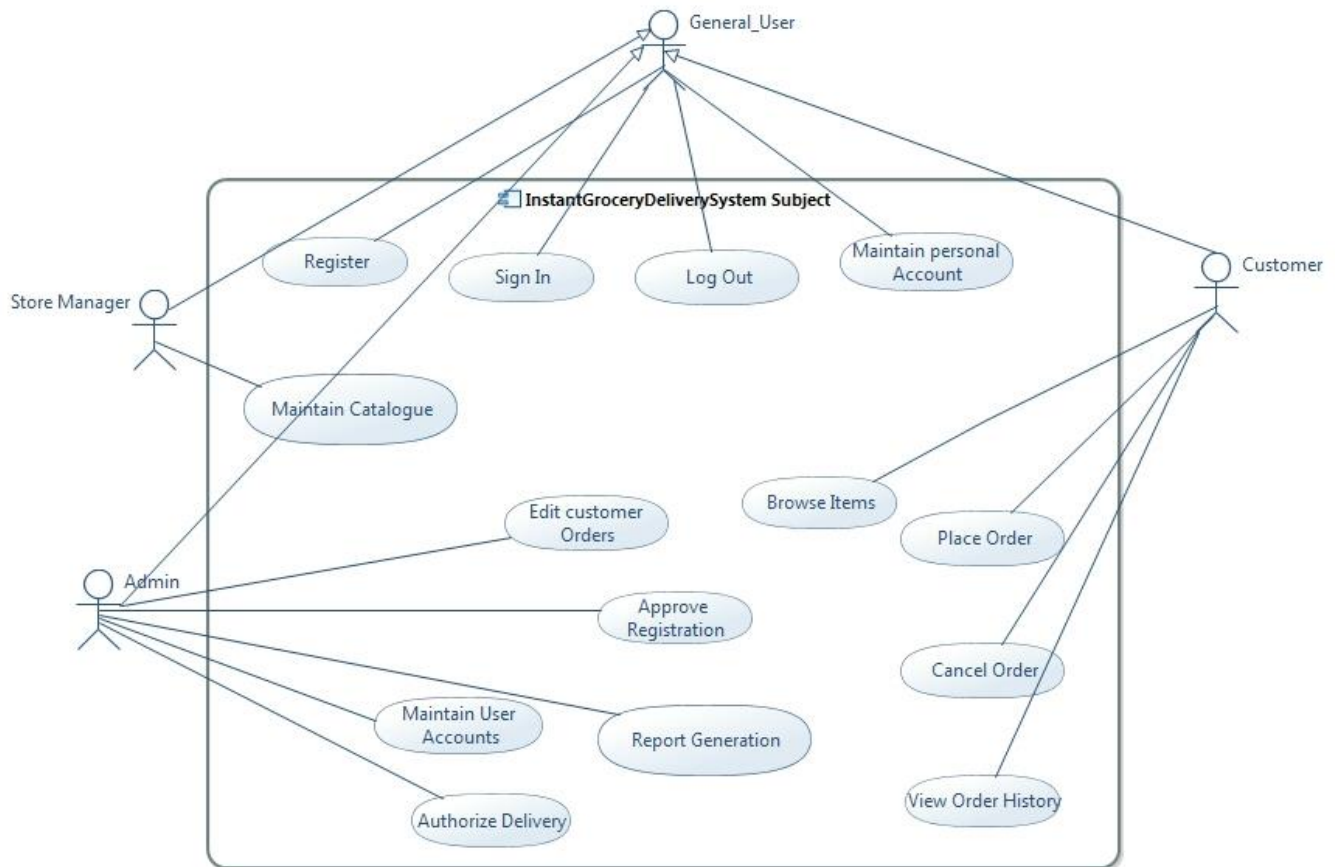 General_User
InstantGroceryDeliverySystem Subject
Register
Sign In
Log Out
Maintain personal
Account
Customer
Store Manager
Maintain Catalogue
Browse Items
Edit customer
Orders
Place Order
Admin
Approve
Registration
Cancel Order
Maintain User
Accounts
Report Generation
View Order History
Authorize Delivery